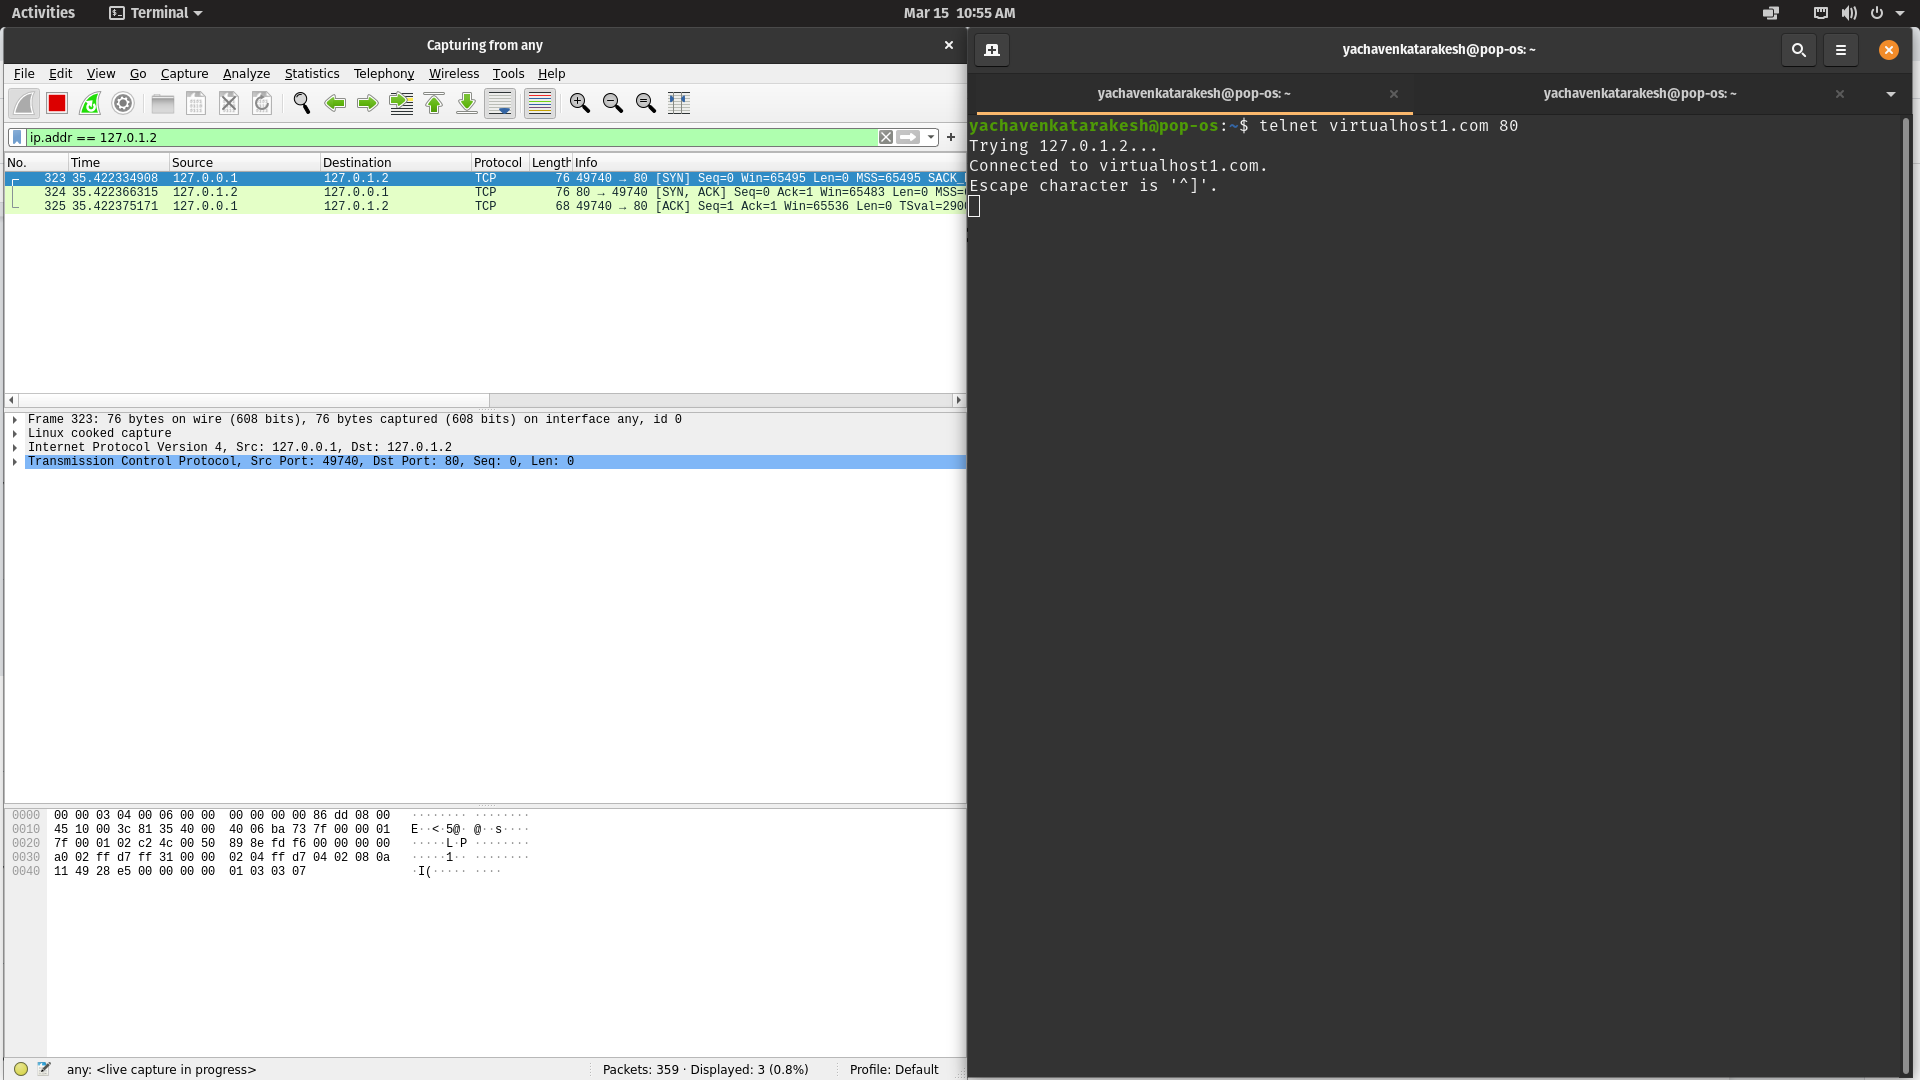 Activities
Terminal
Mar 15 10:55 AM
Capturing from any
File Edit View Go Capture Analyze Statistics Telephony Wireless Tools Help
ip.addr == 127.0.1.2
No. Time Source Destination Protocol Length Info
323 35.422334908 127.0.0.1 127.0.1.2 TCP 76 49740 → 80 [SYN] Seq=0 Win=65495 Len=0 MSS=65495 SACK_
324 35.422366315 127.0.1.2 127.0.0.1 TCP 76 80 → 49740 [SYN, ACK] Seq=0 Ack=1 Win=65483 Len=0 MSS=
325 35.422375171 127.0.0.1 127.0.1.2 TCP 68 49740 → 80 [ACK] Seq=1 Ack=1 Win=65536 Len=0 TSval=290
Frame 323: 76 bytes on wire (608 bits), 76 bytes captured (608 bits) on interface any, id 0
Linux cooked capture
Internet Protocol Version 4, Src: 127.0.0.1, Dst: 127.0.1.2
Transmission Control Protocol, Src Port: 49740, Dst Port: 80, Seq: 0, Len: 0
0000 00 00 03 04 00 06 00 00 00 00 00 00 86 dd 08 00 ········ ········
0010 45 10 00 3c 81 35 40 00 40 06 ba 73 7f 00 00 01 E··<·5@· @··s····
0020 7f 00 01 02 c2 4c 00 50 89 8e fd f6 00 00 00 00 ·····L·P ········
0030 a0 02 ff d7 ff 31 00 00 02 04 ff d7 04 02 08 0a ·····1·· ········
0040 11 49 28 e5 00 00 00 00 01 03 03 07 ·I(····· ····
any: <live capture in progress>
Packets: 359 · Displayed: 3 (0.8%)
Profile: Default
yachavenkatarakesh@pop-os: ~
yachavenkatarakesh@pop-os: ~
yachavenkatarakesh@pop-os: ~
yachavenkatarakesh@pop-os:~$ telnet virtualhost1.com 80
Trying 127.0.1.2...
Connected to virtualhost1.com.
Escape character is '^]'.